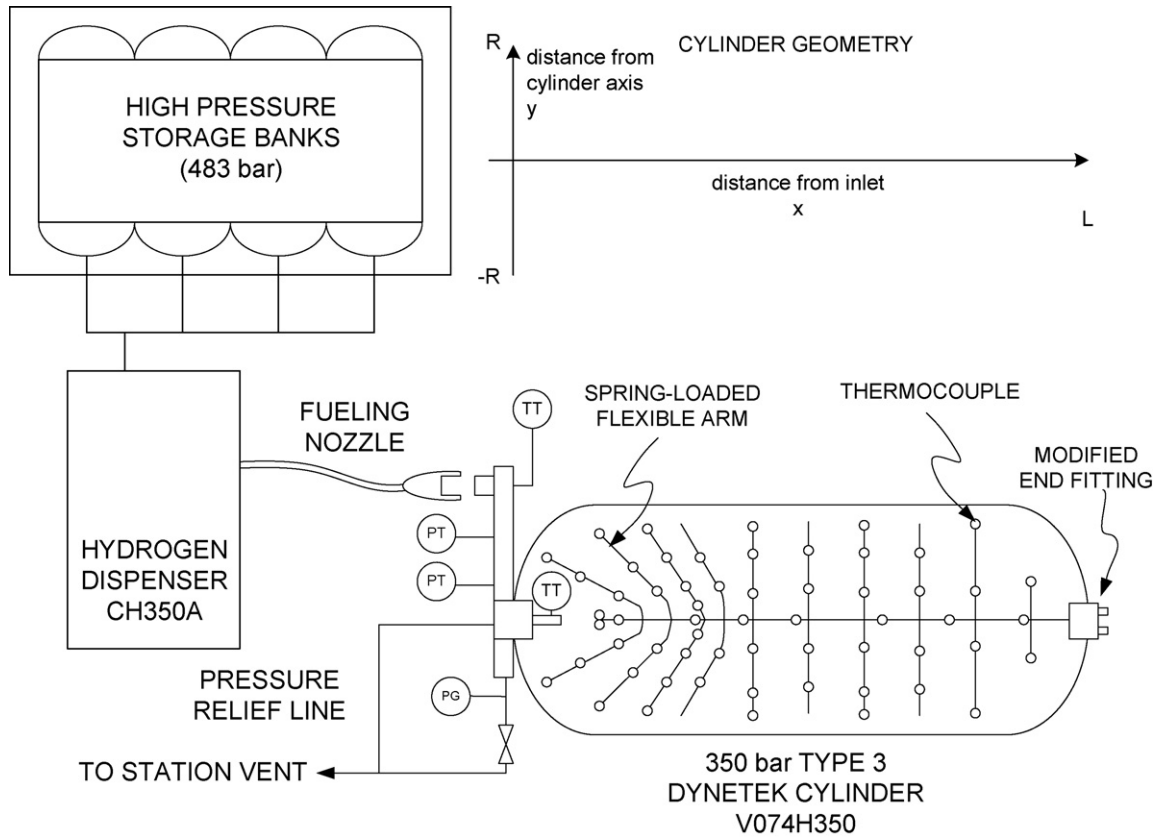 HIGH PRESSURE
STORAGE BANKS
(483 bar)
R
distance from
cylinder axis
y
CYLINDER GEOMETRY
distance from inlet
x
L
-R
HYDROGEN
DISPENSER
CH350A
FUELING
NOZZLE
TT
SPRING-LOADED
FLEXIBLE ARM
THERMOCOUPLE
MODIFIED
END FITTING
PT
PT
TT
PRESSURE
RELIEF LINE
PG
TO STATION VENT
350 bar TYPE 3
DYNETEK CYLINDER
V074H350